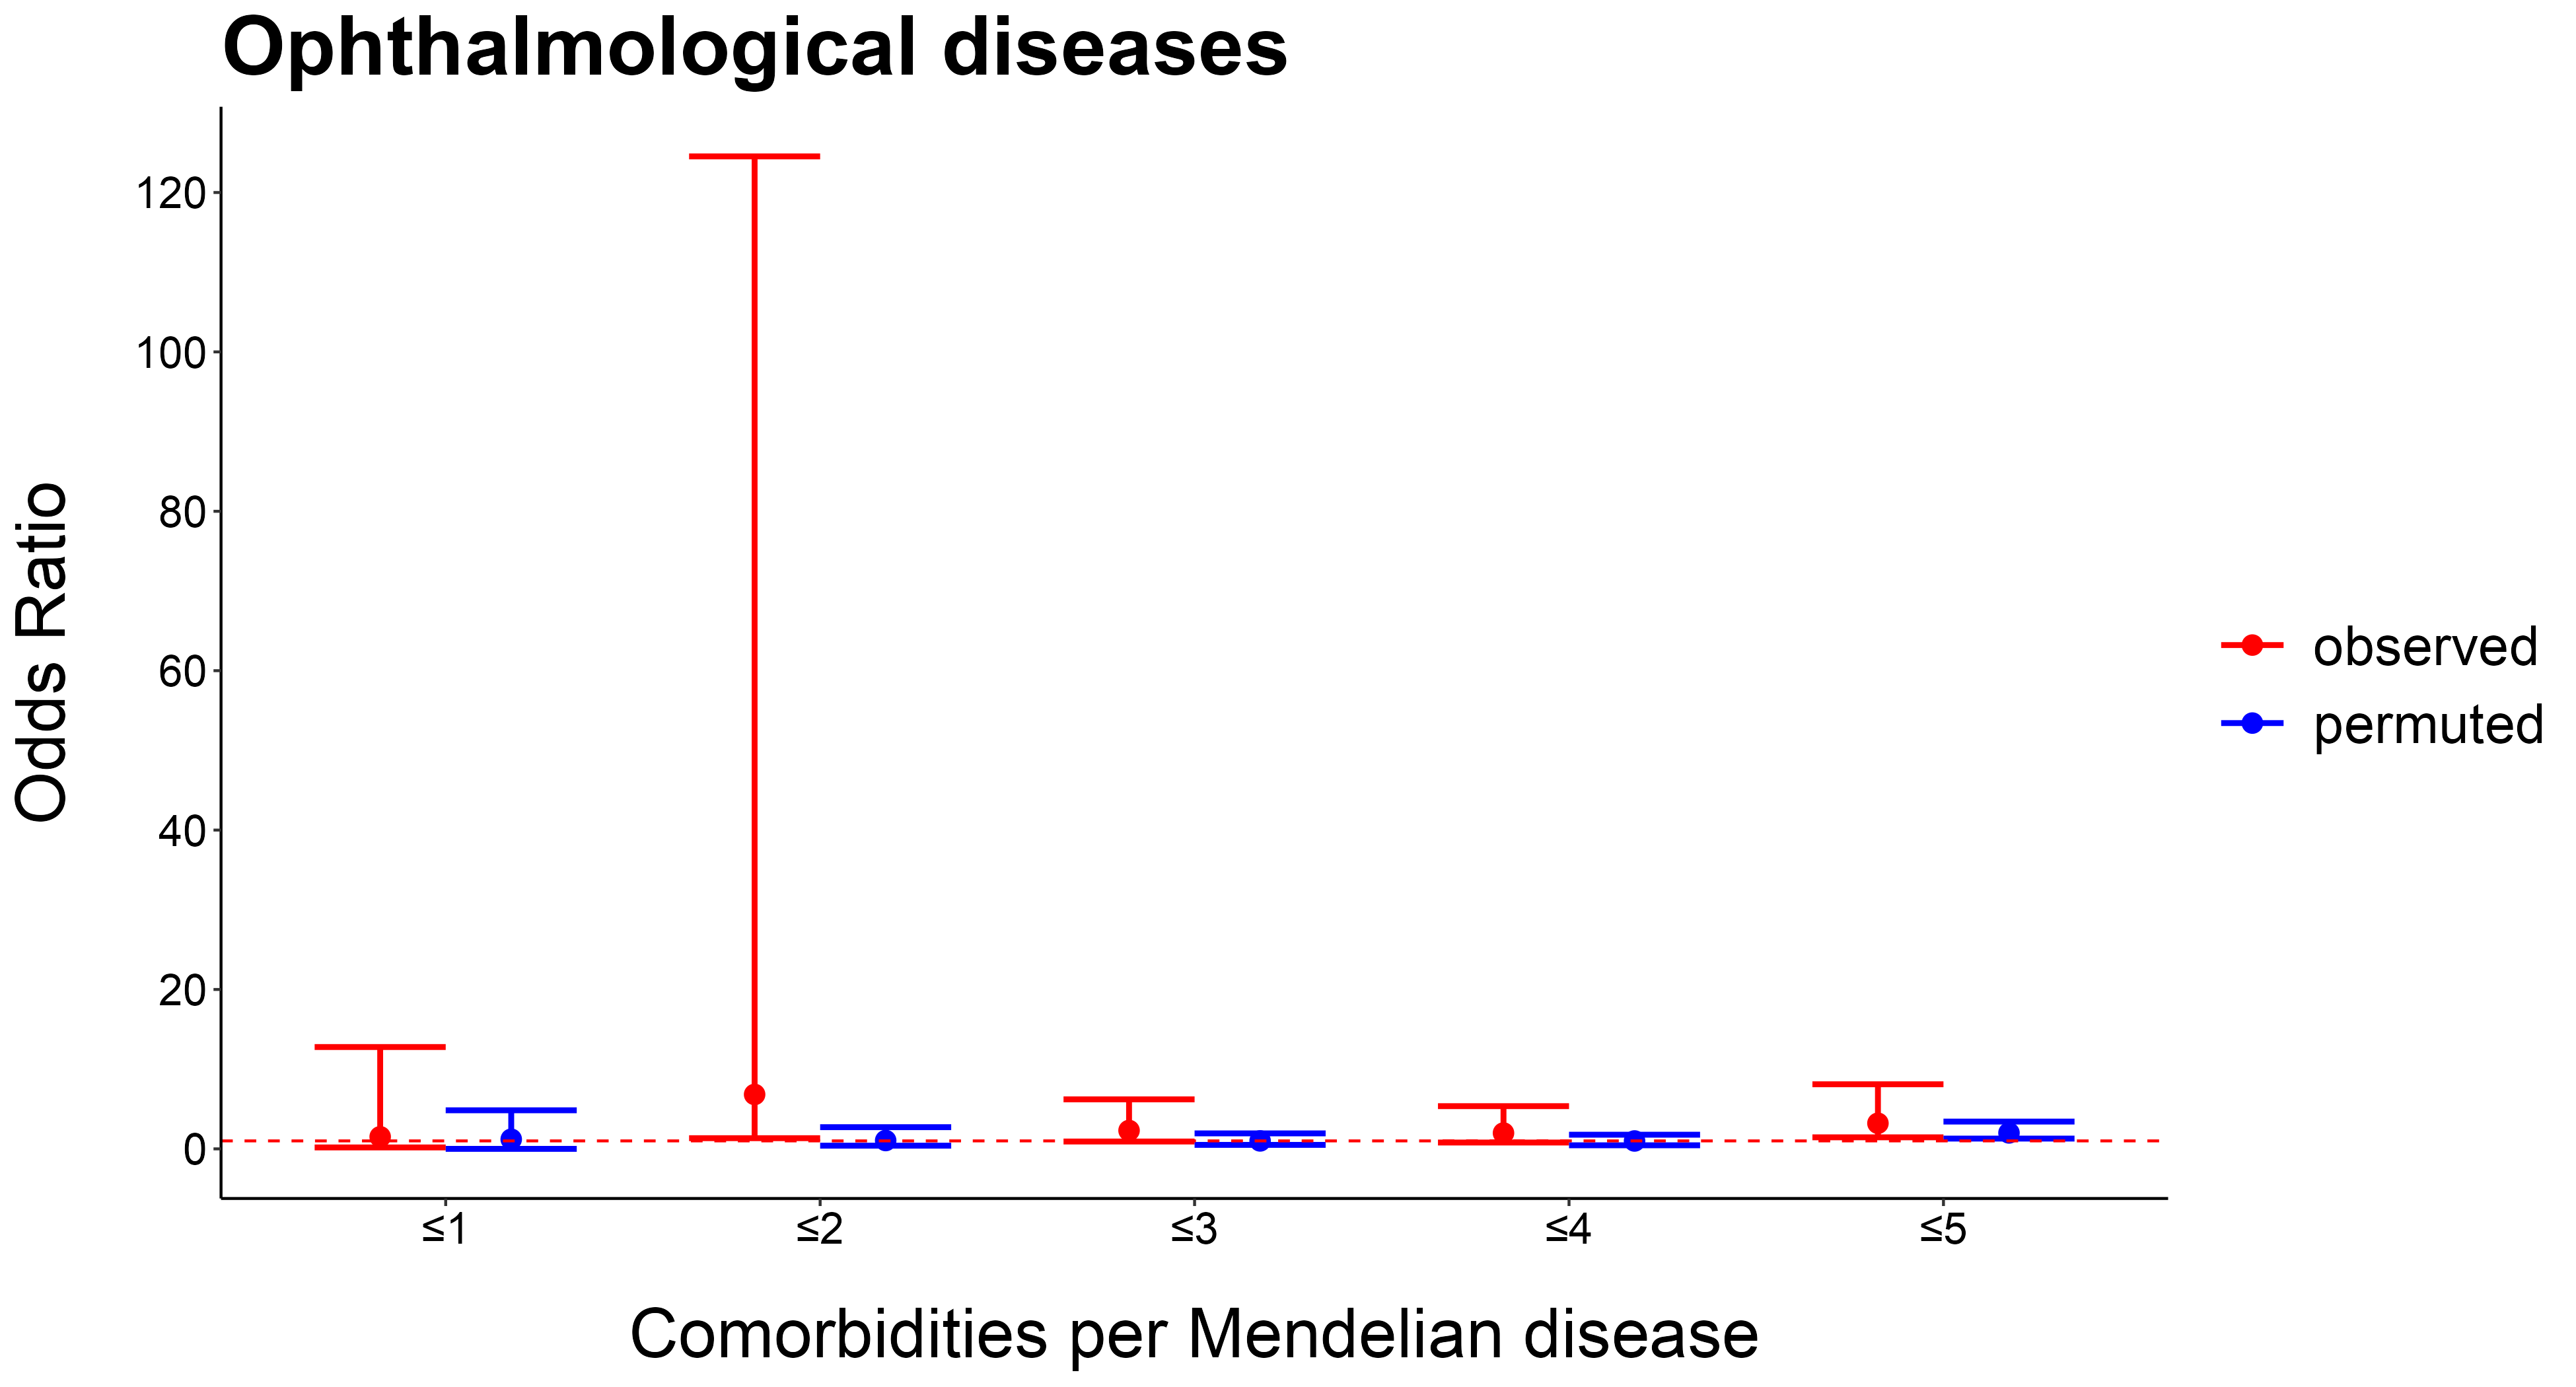 Ophthalmological diseases
Odds Ratio
120
100
80
60
40
20
0
≤1 ≤2 ≤3 ≤4 ≤5
Comorbidities per Mendelian disease
observed
permuted